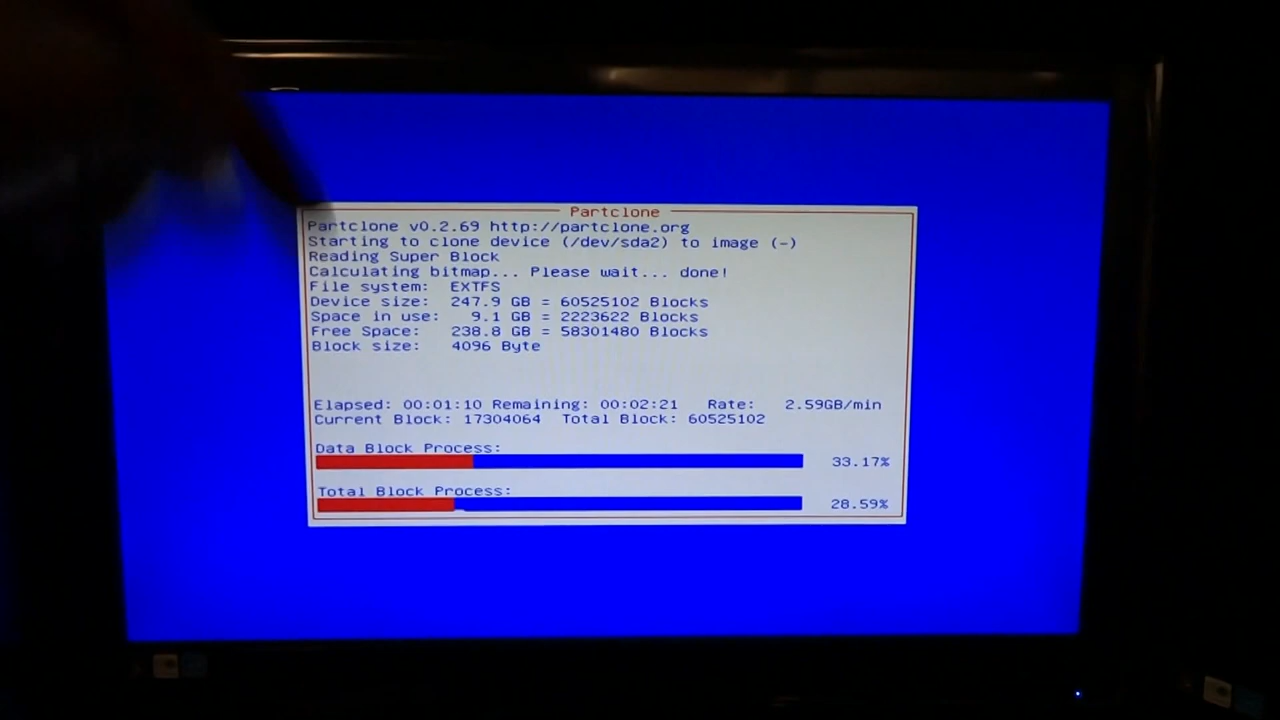 Partclone
Partclone v0.2.69 http://partclone.org
Starting to clone device (/dev/sda2) to image (-)
Reading Super Block
Calculating bitmap... Please wait... done!
File system: EXTFS
Device size: 247.9 GB = 60525102 Blocks
Space in use: 9.1 GB = 2223622 Blocks
Free Space: 238.8 GB = 58301480 Blocks
Block size: 4096 Byte
Elapsed: 00:01:10 Remaining: 00:02:21 Rate: 2.59GB/min
Current Block: 17304064 Total Block: 60525102
Data Block Process:
33.17%
Total Block Process:
28.59%